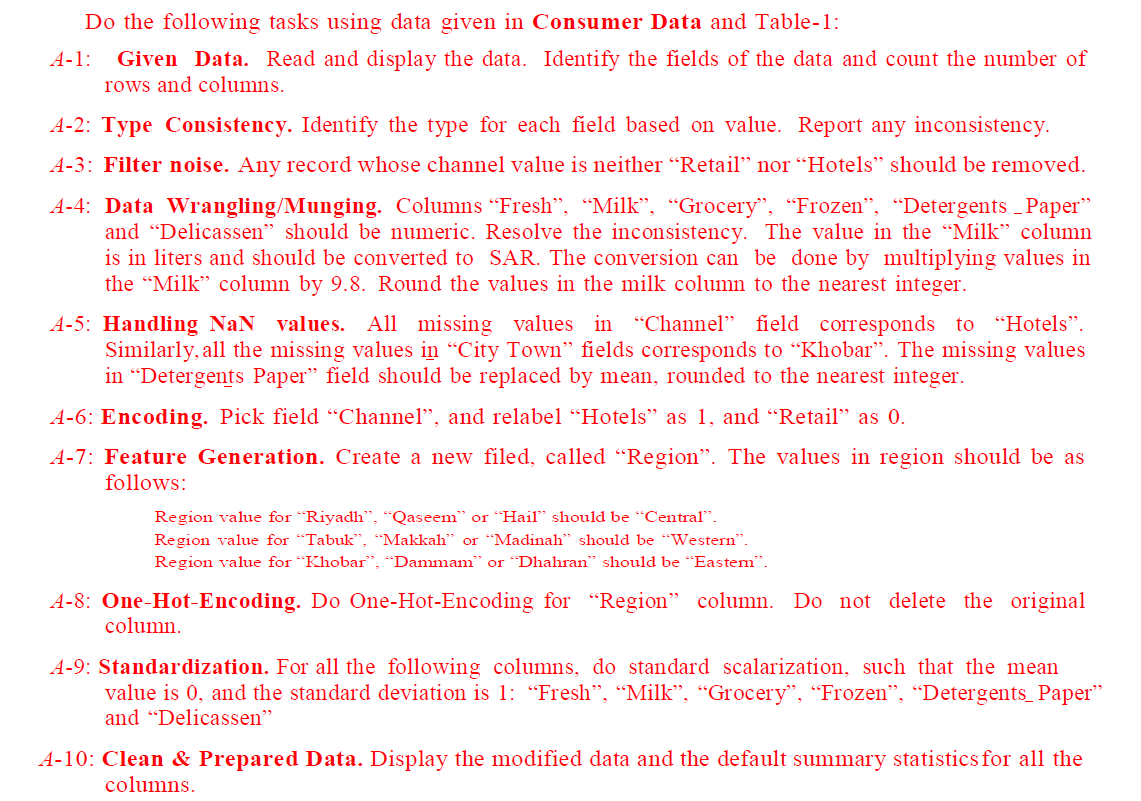 Do the following tasks using data given in Consumer Data and Table-1:
A-1: Given Data. Read and display the data. Identify the fields of the data and count the number of
rows and columns.
A-2: Type Consistency. Identify the type for each field based on value. Report any inconsistency.
A-3: Filter noise. Any record whose channel value is neither “Retail” nor “Hotels” should be removed.
A-4: Data Wrangling/Munging. Columns “Fresh”, “Milk”, “Grocery”, “Frozen”, “Detergents _Paper”
and “Delicassen” should be numeric. Resolve the inconsistency. The value in the “Milk” column
is in liters and should be converted to SAR. The conversion can be done by multiplying values in
the “Milk” column by 9.8. Round the values in the milk column to the nearest integer.
A-5: Handling NaN values. All missing values in “Channel” field corresponds to “Hotels”.
Similarly, all the missing values in “City Town” fields corresponds to “Khobar”. The missing values
in “Detergents Paper” field should be replaced by mean, rounded to the nearest integer.
A-6: Encoding. Pick field “Channel”, and relabel “Hotels” as 1, and “Retail” as 0.
A-7: Feature Generation. Create a new filed, called “Region”. The values in region should be as
follows:
Region value for “Riyadh”, “Qaseem” or “Hail” should be “Central”.
Region value for “Tabuk”, “Makkah” or “Madinah” should be “Western”.
Region value for “Khobar”, “Dammam” or “Dhahran” should be “Eastern”.
A-8: One-Hot-Encoding. Do One-Hot-Encoding for “Region” column. Do not delete the original
column.
A-9: Standardization. For all the following columns, do standard scalarization, such that the mean
value is 0, and the standard deviation is 1: “Fresh”, “Milk”, “Grocery”, “Frozen”, “Detergents_ Paper”
and “Delicassen”
A-10: Clean & Prepared Data. Display the modified data and the default summary statistics for all the
columns.